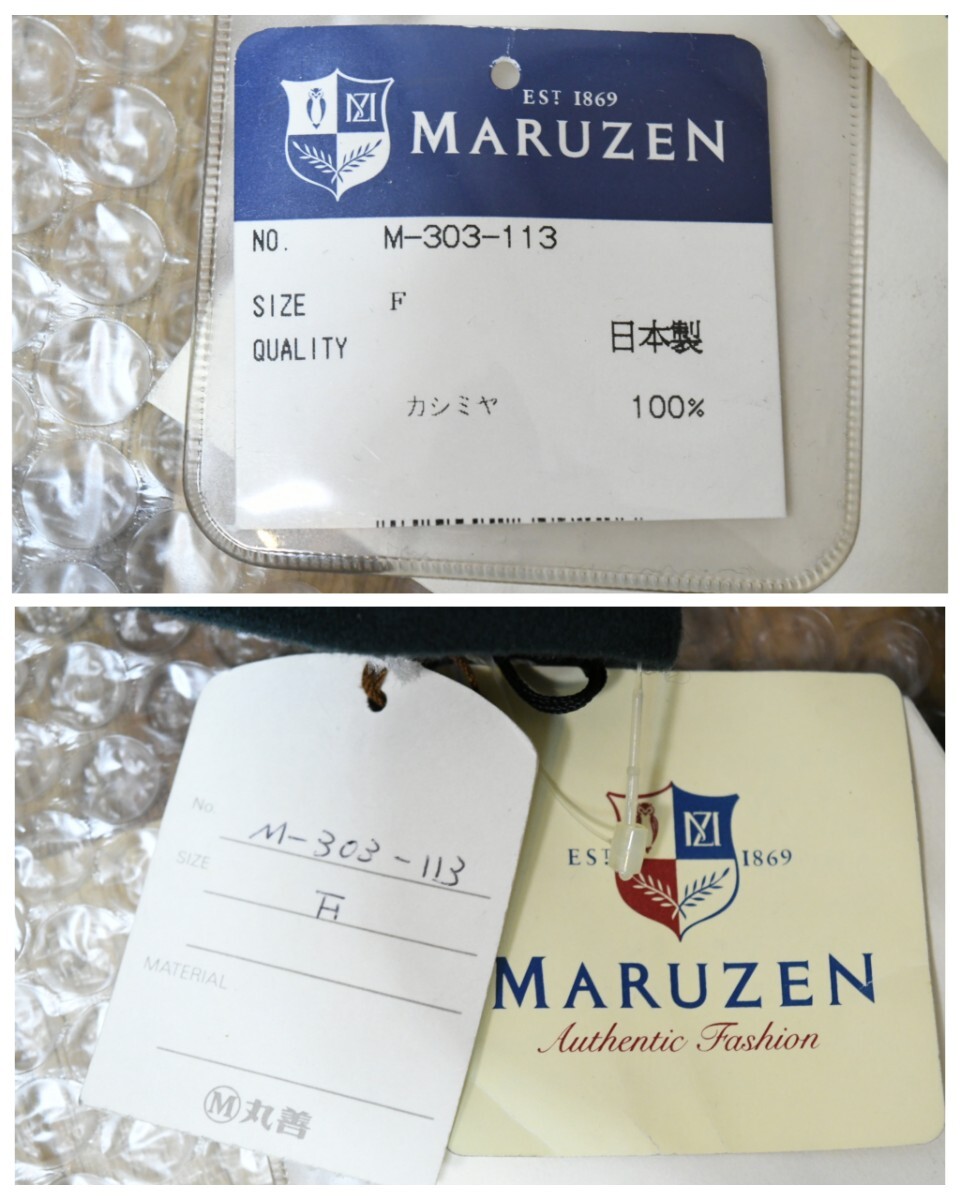 EST 1869
MARUZEN
NO. M-303-113
SIZE F
QUALITY 日本製
カシミヤ 100%
No M-303-113
SIZE F
MATERIAL
M丸善
EST 1869
MARUZEN
Authentic Fashion